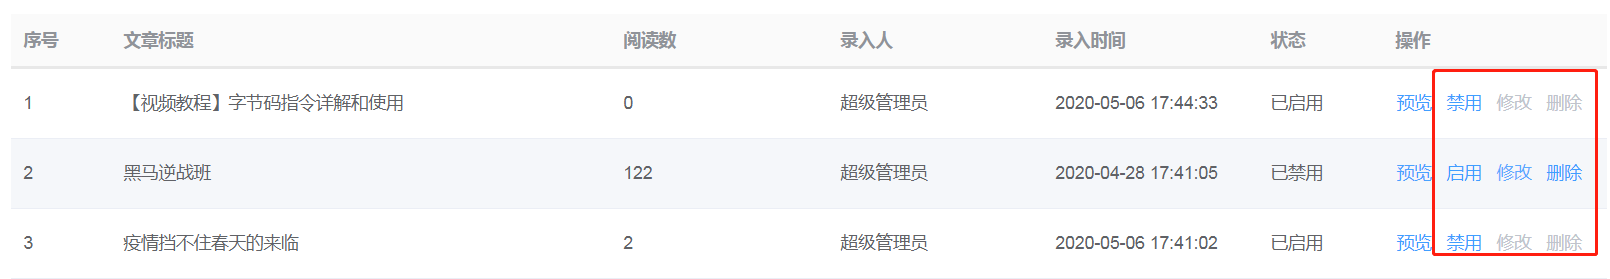 序号 文章标题 阅读数 录入人 录入时间 状态 操作
1 【视频教程】字节码指令详解和使用 0 超级管理员 2020-05-06 17:44:33 已启用 预览 禁用 修改 删除
2 黑马逆战班 122 超级管理员 2020-04-28 17:41:05 已禁用 预览 启用 修改 删除
3 疫情挡不住春天的来临 2 超级管理员 2020-05-06 17:41:02 已启用 预览 禁用 修改 删除